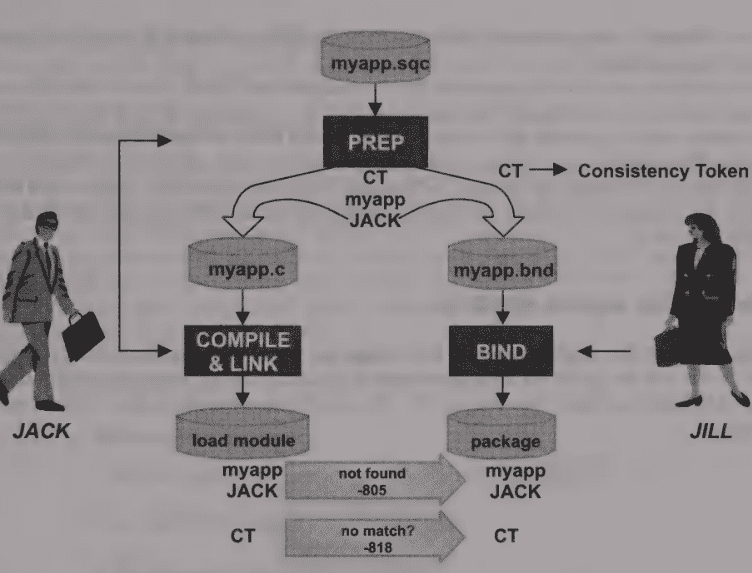 myapp.sqc
PREP
CT
myapp
JACK
CT
Consistency Token
myapp.c
myapp.bnd
COMPILE
& LINK
BIND
JACK
JILL
load module
package
myapp
JACK
not found
-805
myapp
JACK
CT
no match?
-818
CT